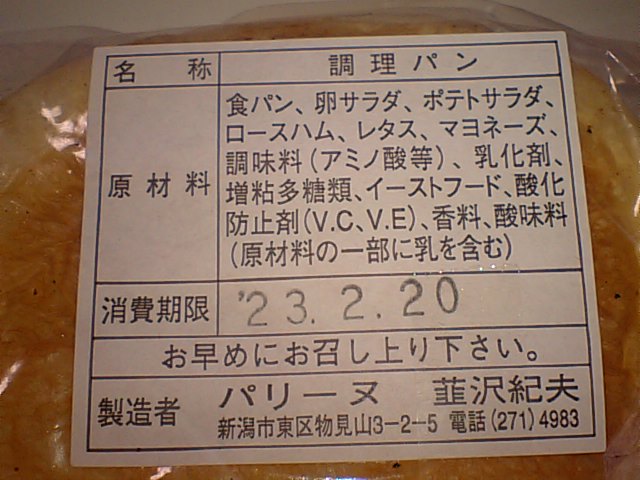 名称 調理パン
原材料 食パン、卵サラダ、ポテトサラダ、
ロースハム、レタス、マヨネーズ、
調味料(アミノ酸等)、乳化剤、
増粘多糖類、イーストフード、酸化
防止剤(V.C、V.E)、香料、酸味料
(原材料の一部に乳を含む)
消費期限 '23.2.20
お早めにお召し上り下さい。
製造者 パリーヌ 韮沢紀夫
新潟市東区物見山3-2-5 電話(271)4983